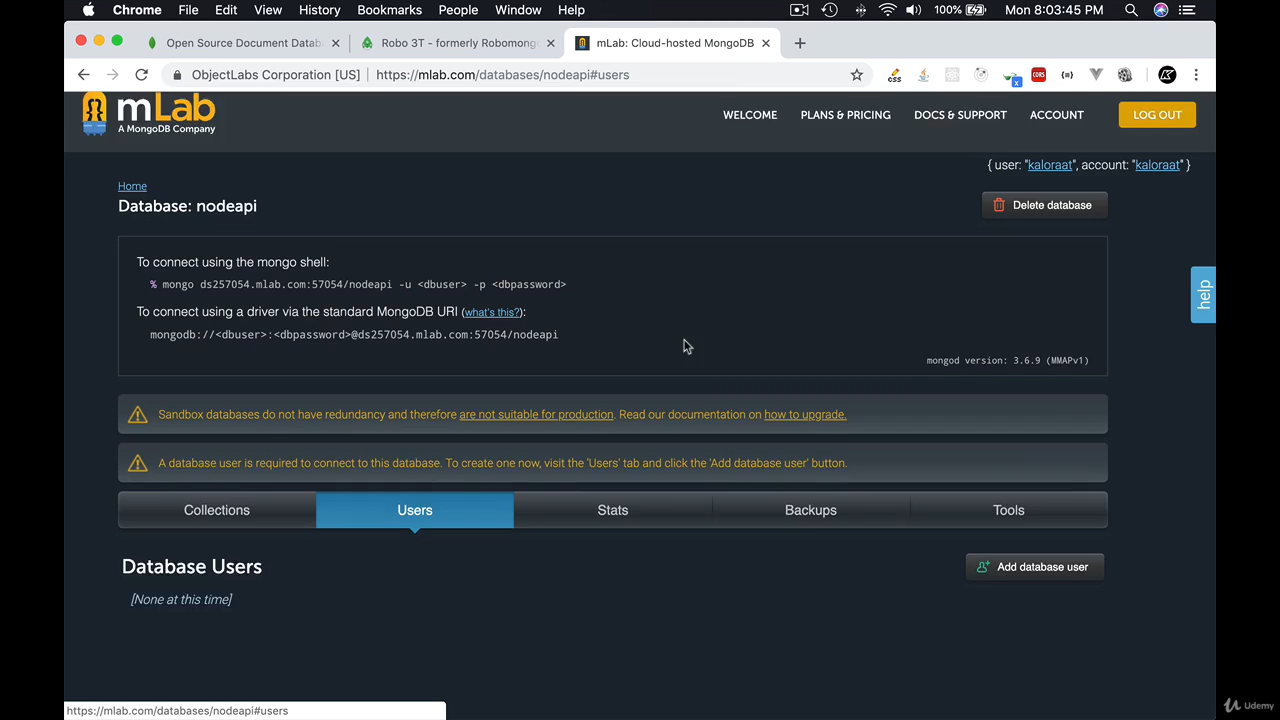 Chrome File Edit View History Bookmarks People Window Help 100% Mon 8:03:45 PM
Open Source Document Datab Robo 3T - formerly Robomong mLab: Cloud-hosted MongoDB
ObjectLabs Corporation [US] https://mlab.com/databases/nodeapi#users
mLab
A MongoDB Company
WELCOME PLANS & PRICING DOCS & SUPPORT ACCOUNT LOG OUT
{ user: "kaloraat", account: "kaloraat" }
Home
Database: nodeapi
Delete database
To connect using the mongo shell:
% mongo ds257054.mlab.com:57054/nodeapi -u <dbuser> -p <dbpassword>
To connect using a driver via the standard MongoDB URI (what's this?):
mongodb://<dbuser>:<dbpassword>@ds257054.mlab.com:57054/nodeapi
mongod version: 3.6.9 (MMAPv1)
help
Sandbox databases do not have redundancy and therefore are not suitable for production. Read our documentation on how to upgrade.
A database user is required to connect to this database. To create one now, visit the 'Users' tab and click the 'Add database user' button.
Collections Users Stats Backups Tools
Database Users
Add database user
[None at this time]
https://mlab.com/databases/nodeapi#users
Udemy